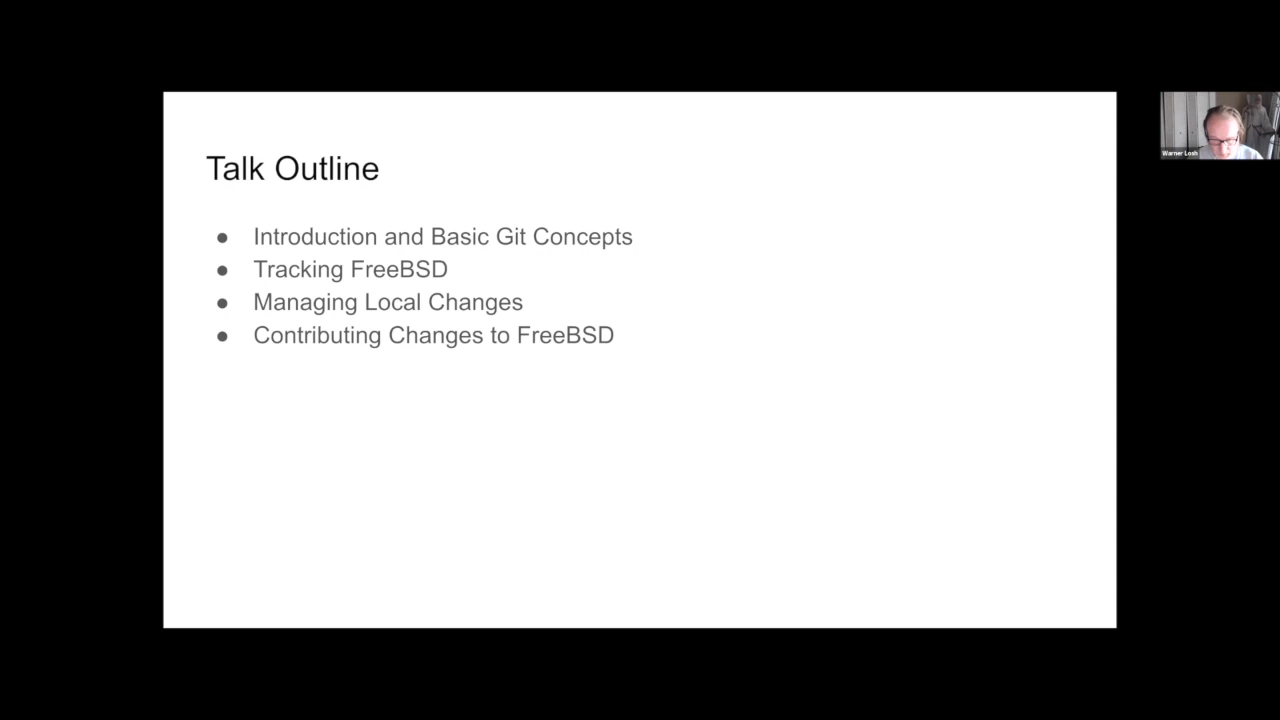 Talk Outline
● Introduction and Basic Git Concepts
● Tracking FreeBSD
● Managing Local Changes
● Contributing Changes to FreeBSD
Warner Losh